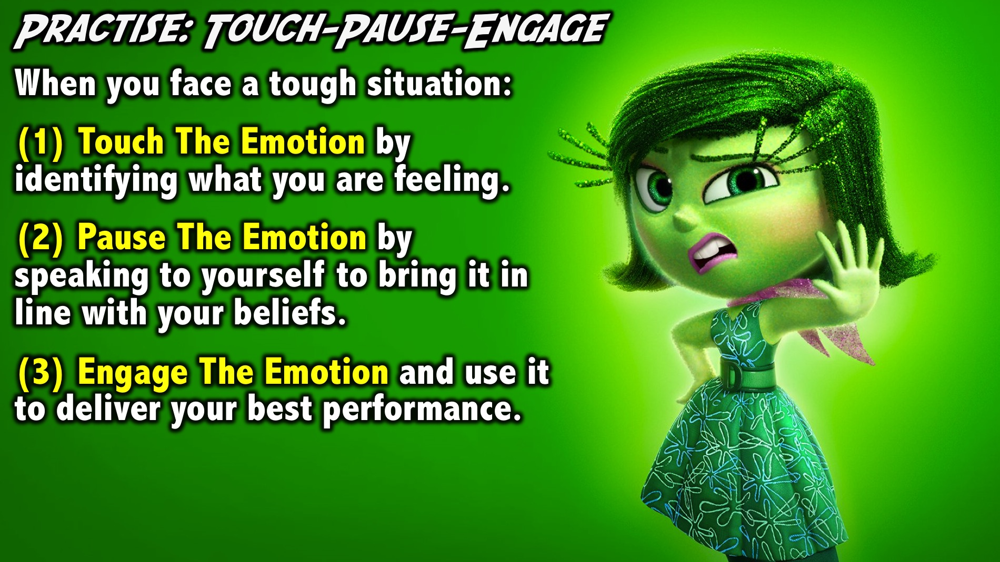 Practise: Touch-Pause-Engage
When you face a tough situation:
(1) Touch The Emotion by
identifying what you are feeling.
(2) Pause The Emotion by
speaking to yourself to bring it in
line with your beliefs.
(3) Engage The Emotion and use it
to deliver your best performance.
D